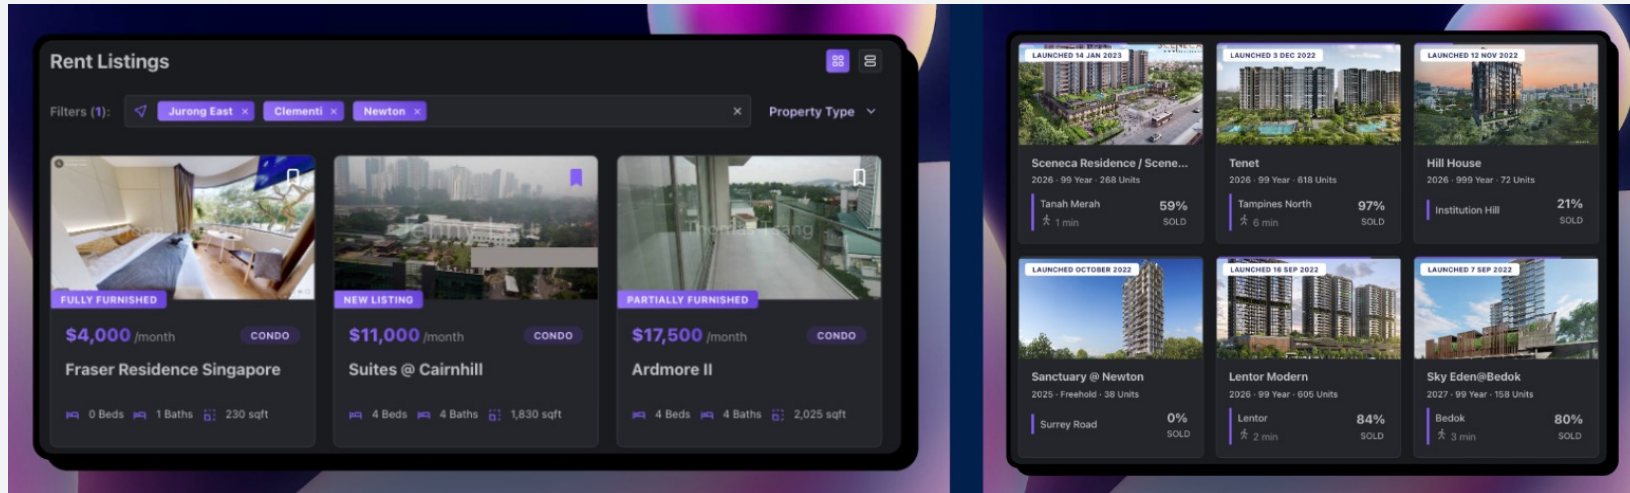 Rent Listings
Filters (1):
Jurong East ×
Clementi ×
Newton ×
×
Property Type
FULLY FURNISHED
$4,000 /month
CONDO
Fraser Residence Singapore
0 Beds 1 Baths 230 sqft
NEW LISTING
$11,000 /month
CONDO
Suites @ Cairnhill
4 Beds 4 Baths 1,830 sqft
Thomas Tsang
PARTIALLY FURNISHED
$17,500 /month
CONDO
Ardmore II
4 Beds 4 Baths 2,025 sqft
LAUNCHED 14 JAN 2023
SCENECA
Sceneca Residence / Scene...
2026 · 99 Year · 268 Units
Tanah Merah
1 min
59%
SOLD
LAUNCHED 3 DEC 2022
Tenet
2026 · 99 Year · 618 Units
Tampines North
6 min
97%
SOLD
LAUNCHED 12 NOV 2022
Hill House
2026 · 999 Year · 72 Units
Institution Hill
21%
SOLD
LAUNCHED OCTOBER 2022
Sanctuary @ Newton
2025 · Freehold · 38 Units
Surrey Road
0%
SOLD
LAUNCHED 16 SEP 2022
Lentor Modern
2026 · 99 Year · 605 Units
Lentor
2 min
84%
SOLD
LAUNCHED 7 SEP 2022
Sky Eden@Bedok
2027 · 99 Year · 158 Units
Bedok
3 min
80%
SOLD